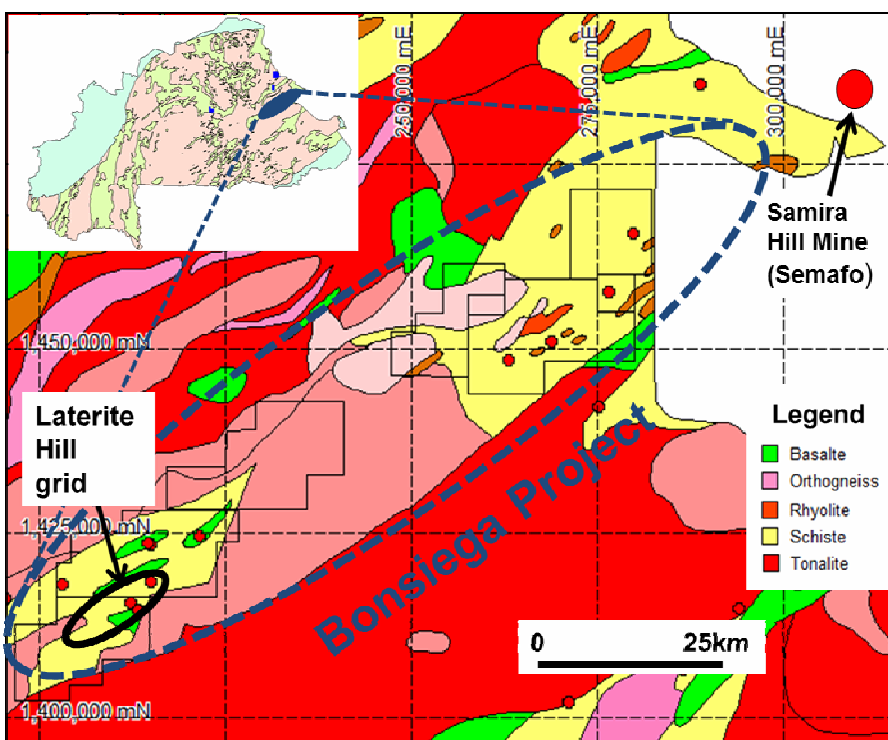 250,000 mE
275,000 mE
300,000 mE
Samira
Hill Mine
(Semafo)
1,450,000 mN
Laterite
Hill
grid
Legend
Basalte
Orthogneiss
Rhyolite
Schiste
Tonalite
1,425,000 mN
Bonsiega Project
0 25km
1,400,000 mN